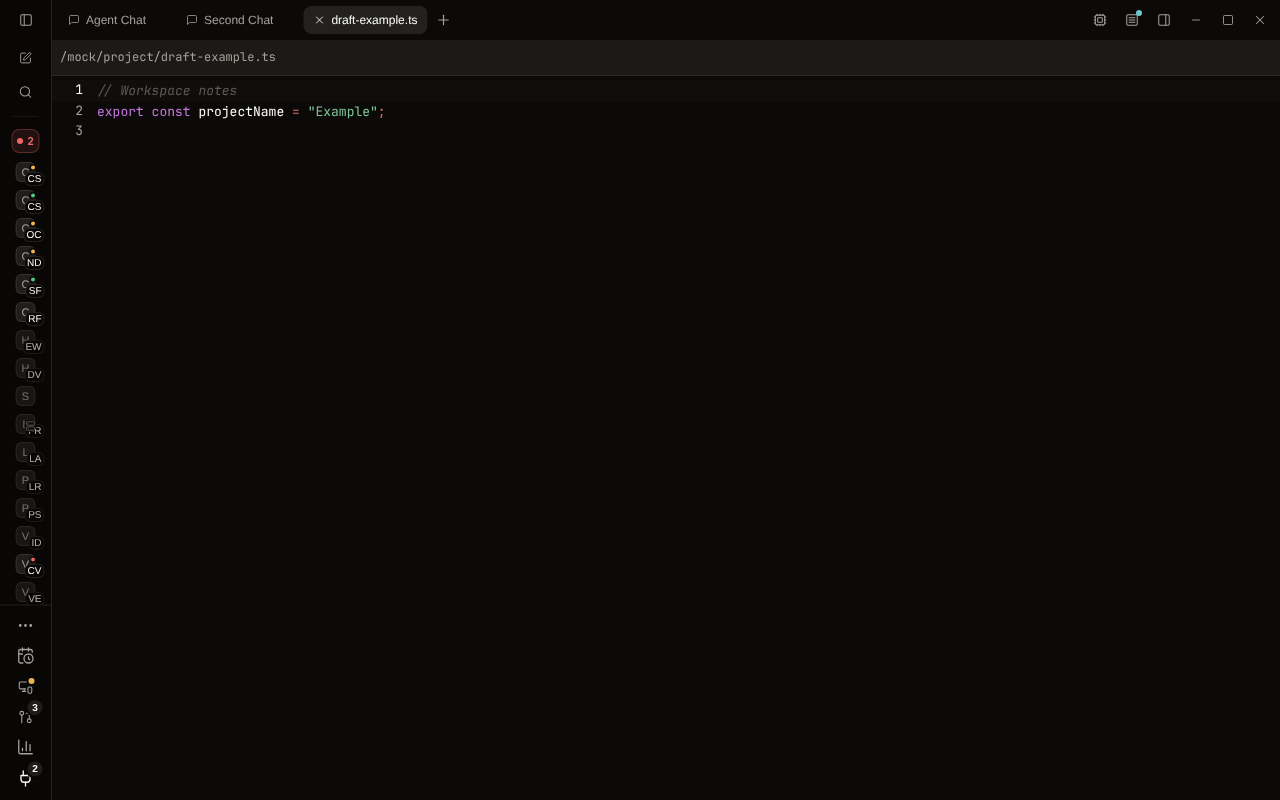 Agent Chat
Second Chat
draft-example.ts
/mock/project/draft-example.ts
1 // Workspace notes
2 export const projectName = "Example";
3
2
CS
CS
OC
ND
SF
RF
EW
DV
S
LA
LR
PS
V ID
V CV
V VE
3
2